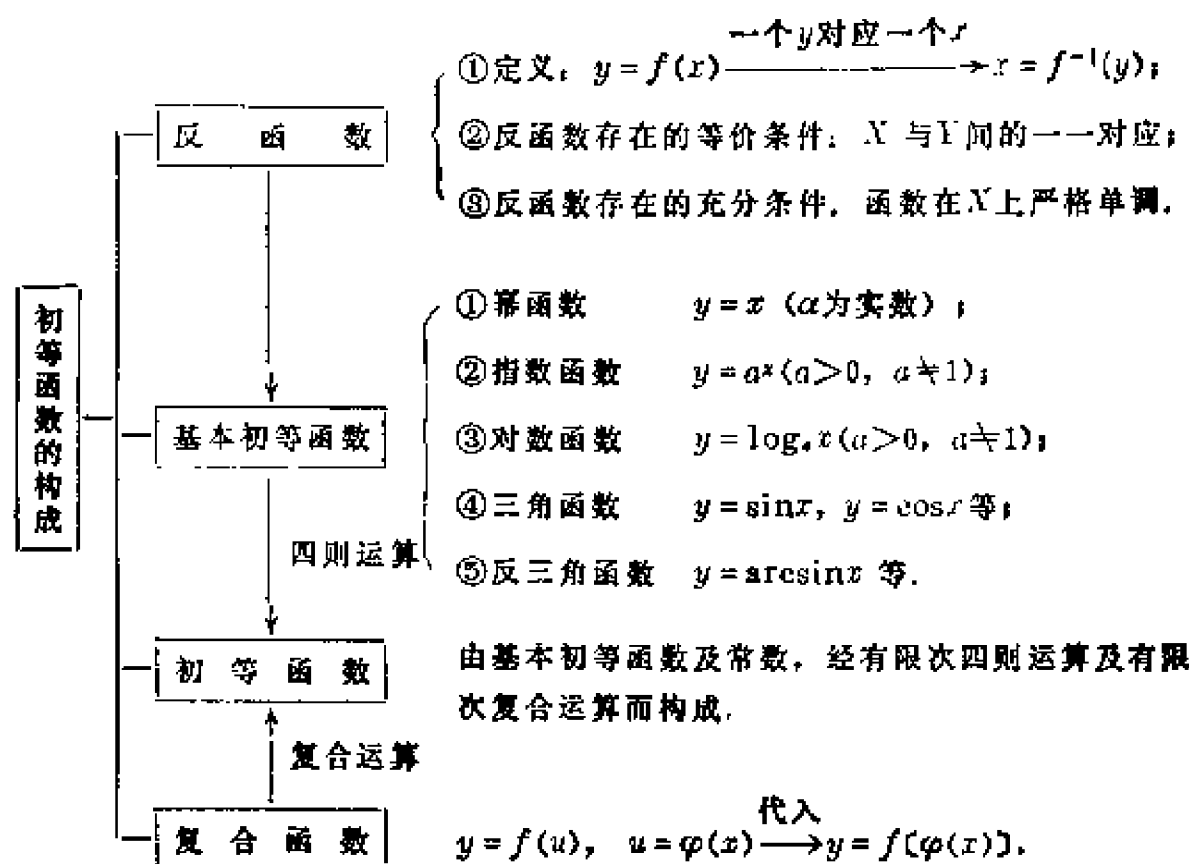 一个y对应一个x
①定义：y=f(x)——→x=f⁻¹(y)；
反函数
②反函数存在的等价条件：X与Y间的一一对应；
③反函数存在的充分条件．函数在X上严格单调．
初等函数的构成
①幂函数 y=x（α为实数）；
②指数函数 y=aˣ(a>0，a≠1)；
基本初等函数
③对数函数 y=logₐx(a>0，a≠1)；
④三角函数 y=sinx，y=cosx等；
四则运算
⑤反三角函数 y=arcsinx 等．
初等函数
由基本初等函数及常数，经有限次四则运算及有限
次复合运算而构成．
复合运算
代入
复合函数
y=f(u)，u=φ(x)→y=f[φ(x)]．